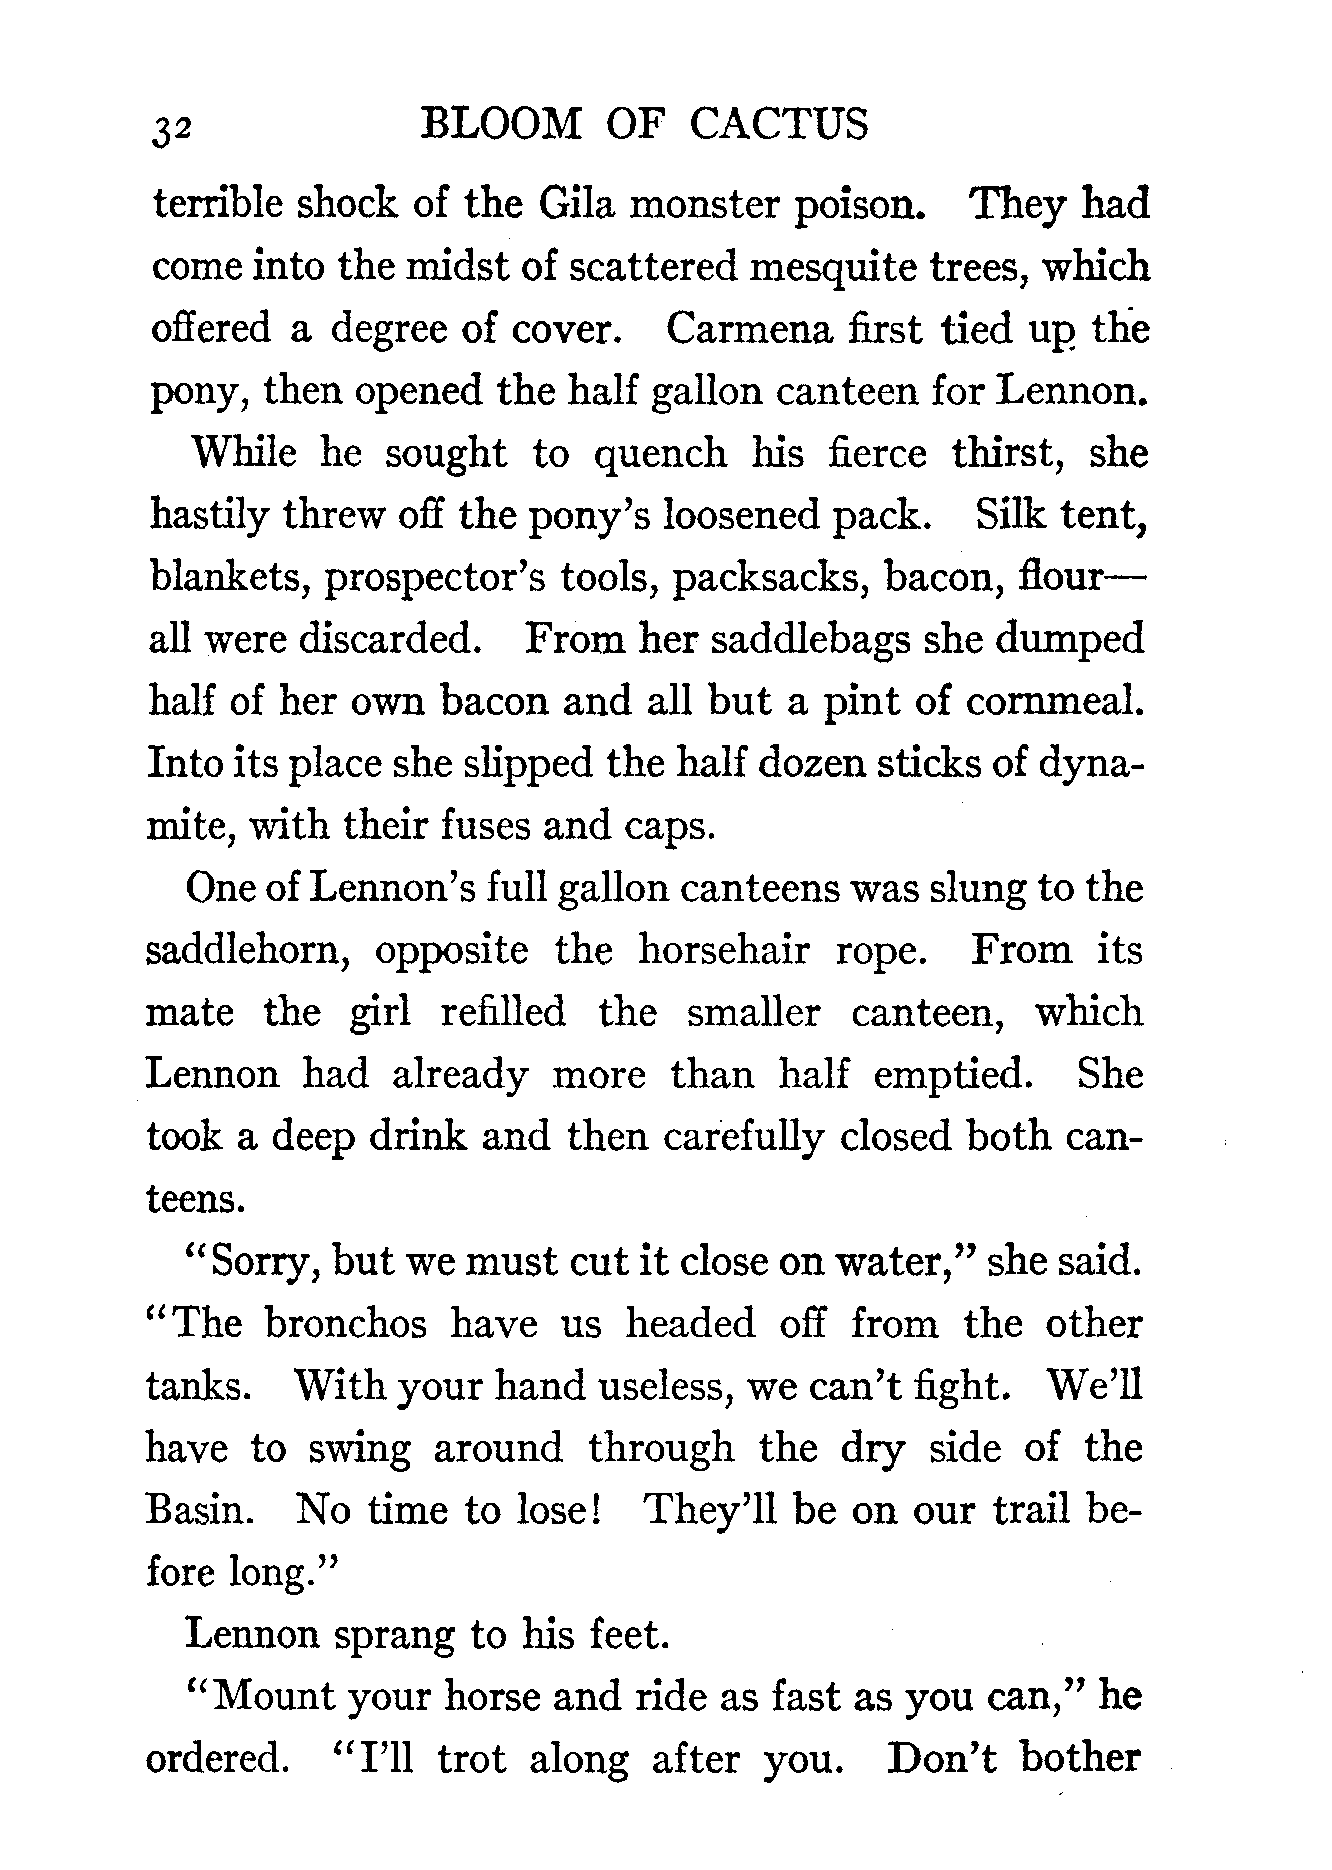 32 BLOOM OF CACTUS
terrible shock of the Gila monster poison. They had
come into the midst of scattered mesquite trees, which
offered a degree of cover. Carmena first tied up the
pony, then opened the half gallon canteen for Lennon.
While he sought to quench his fierce thirst, she
hastily threw off the pony's loosened pack. Silk tent,
blankets, prospector's tools, packsacks, bacon, flour—
all were discarded. From her saddlebags she dumped
half of her own bacon and all but a pint of cornmeal.
Into its place she slipped the half dozen sticks of dyna-
mite, with their fuses and caps.
One of Lennon's full gallon canteens was slung to the
saddlehorn, opposite the horsehair rope. From its
mate the girl refilled the smaller canteen, which
Lennon had already more than half emptied. She
took a deep drink and then carefully closed both can-
teens.
"Sorry, but we must cut it close on water," she said.
"The bronchos have us headed off from the other
tanks. With your hand useless, we can't fight. We'll
have to swing around through the dry side of the
Basin. No time to lose! They'll be on our trail be-
fore long."
Lennon sprang to his feet.
"Mount your horse and ride as fast as you can," he
ordered. "I'll trot along after you. Don't bother